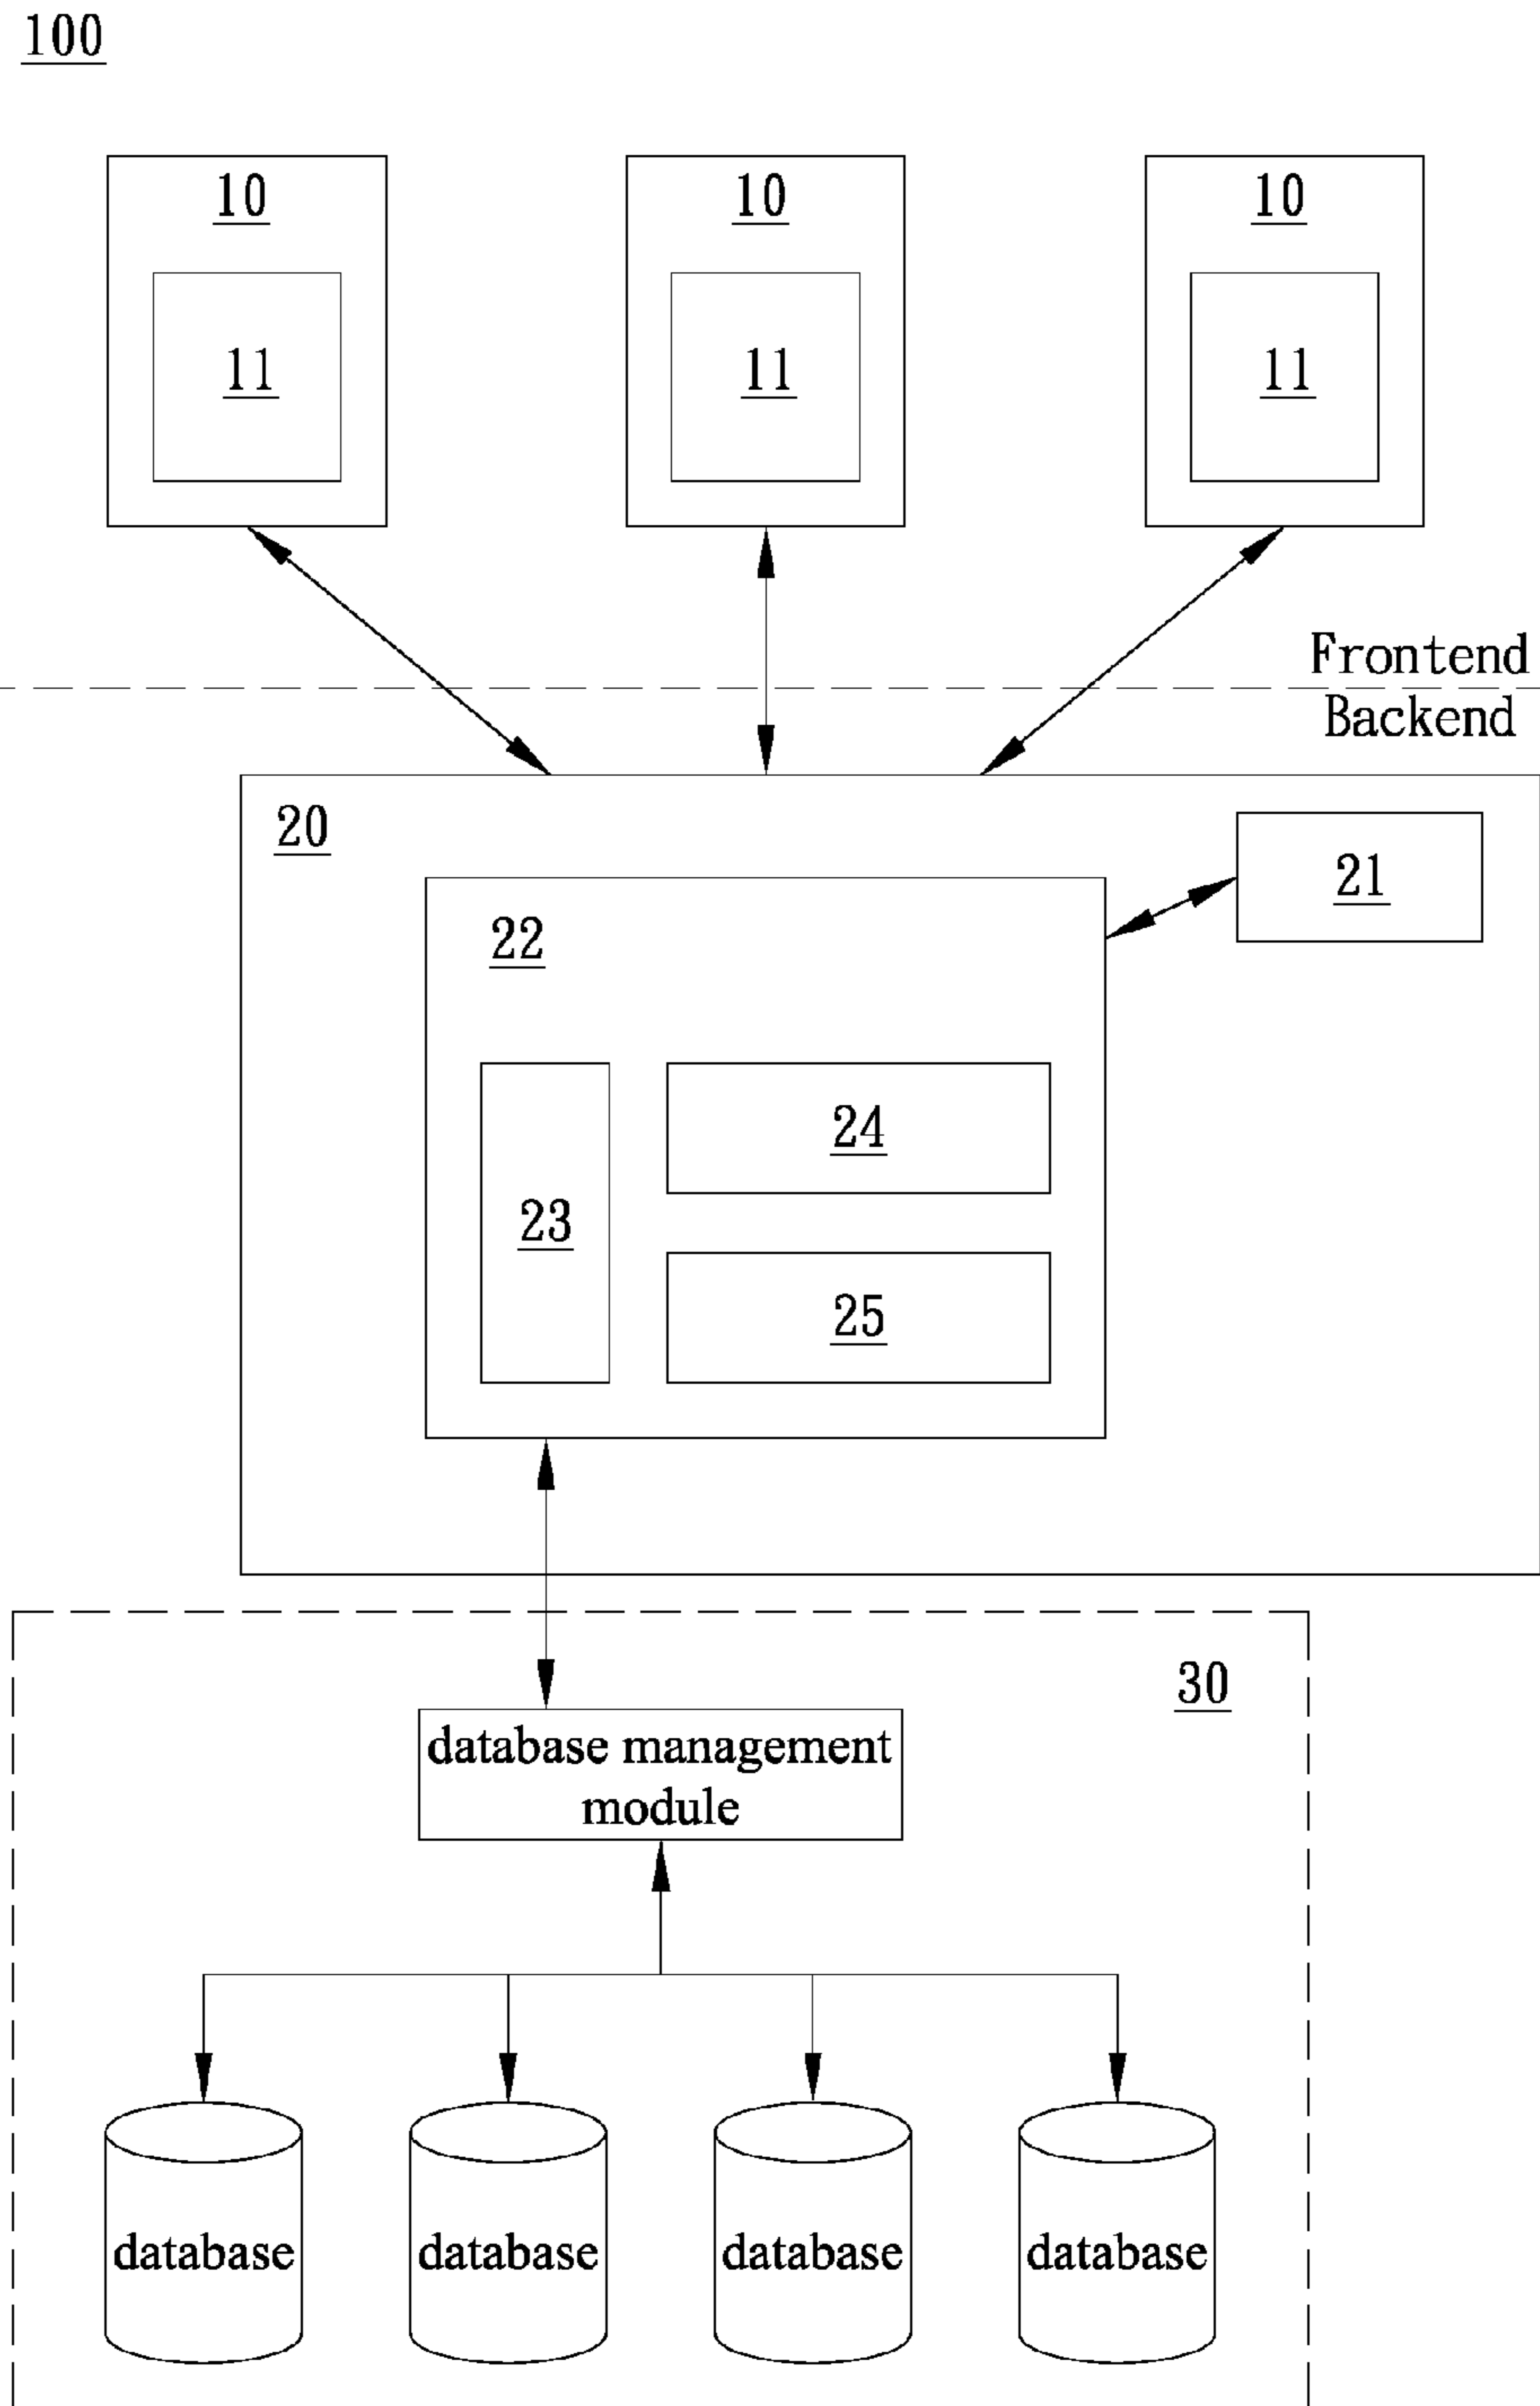 100
10
10
10
11
11
11
Frontend
Backend
20
21
22
24
23
25
30
database management
module
database
database
database
database